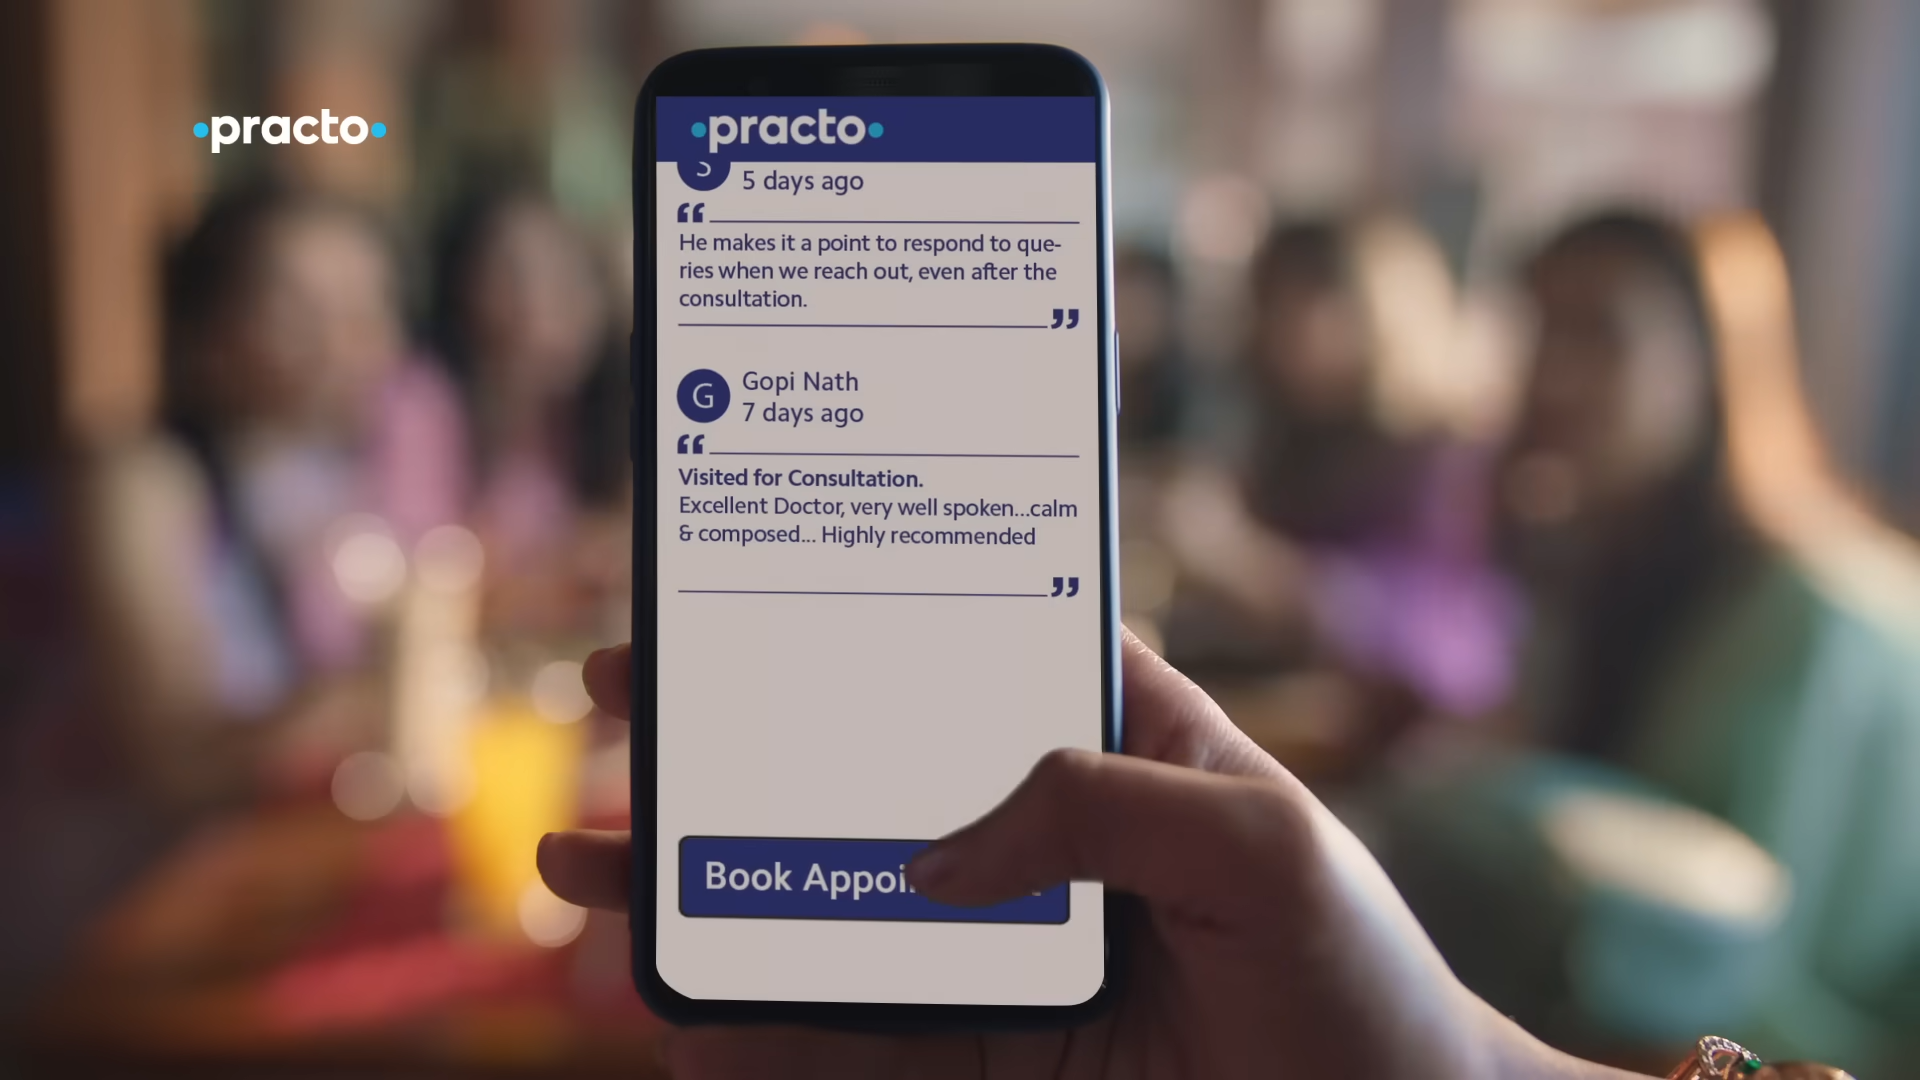 practo
practo
S
5 days ago
“
He makes it a point to respond to que-
ries when we reach out, even after the
consultation.
”
G
Gopi Nath
7 days ago
“
Visited for Consultation.
Excellent Doctor, very well spoken...calm
& composed... Highly recommended
”
Book